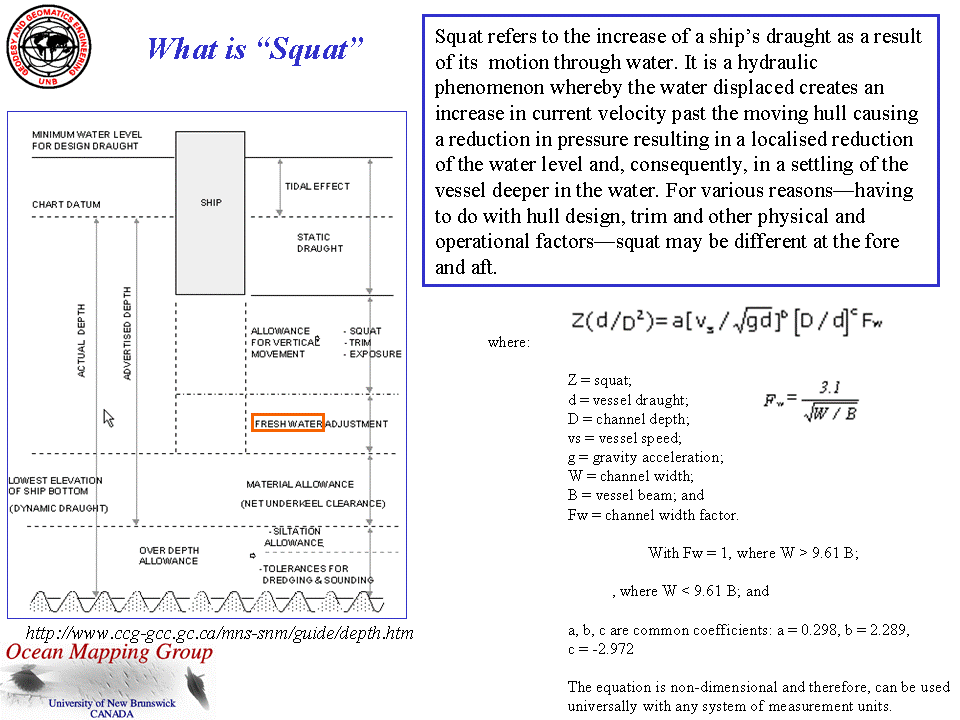 GEODESY AND GEOMATICS ENGINEERING
UNB
What is “Squat”
Squat refers to the increase of a ship’s draught as a result
of its motion through water. It is a hydraulic
phenomenon whereby the water displaced creates an
increase in current velocity past the moving hull causing
a reduction in pressure resulting in a localised reduction
of the water level and, consequently, in a settling of the
vessel deeper in the water. For various reasons—having
to do with hull design, trim and other physical and
operational factors—squat may be different at the fore
and aft.
MINIMUM WATER LEVEL
FOR DESIGN DRAUGHT
TIDAL EFFECT
SHIP
CHART DATUM
STATIC
DRAUGHT
ACTUAL DEPTH
ADVERTISED DEPTH
ALLOWANCE
FOR VERTICAL
MOVEMENT
- SQUAT
- TRIM
- EXPOSURE
FRESH WATER ADJUSTMENT
LOWEST ELEVATION
OF SHIP BOTTOM
(DYNAMIC DRAUGHT)
MATERIAL ALLOWANCE
(NET UNDERKEEL CLEARANCE)
OVER DEPTH
ALLOWANCE
- SILTATION
ALLOWANCE
-TOLERANCES FOR
DREDGING & SOUNDING
http://www.ccg-gcc.gc.ca/mns-snm/guide/depth.htm
Ocean Mapping Group
University of New Brunswick
CANADA
Z(d/D²)=a[vs/√gd]ᵇ [D/d]ᶜ Fw
where:
Z = squat;
d = vessel draught;
D = channel depth;
vs = vessel speed;
g = gravity acceleration;
W = channel width;
B = vessel beam; and
Fw = channel width factor.
Fw = 3.1 / √W / B
With Fw = 1, where W > 9.61 B;
, where W < 9.61 B; and
a, b, c are common coefficients: a = 0.298, b = 2.289,
c = -2.972
The equation is non-dimensional and therefore, can be used
universally with any system of measurement units.